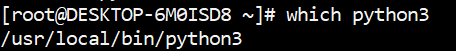 [root@DESKTOP-6M0ISD8 ~]# which python3
/usr/local/bin/python3